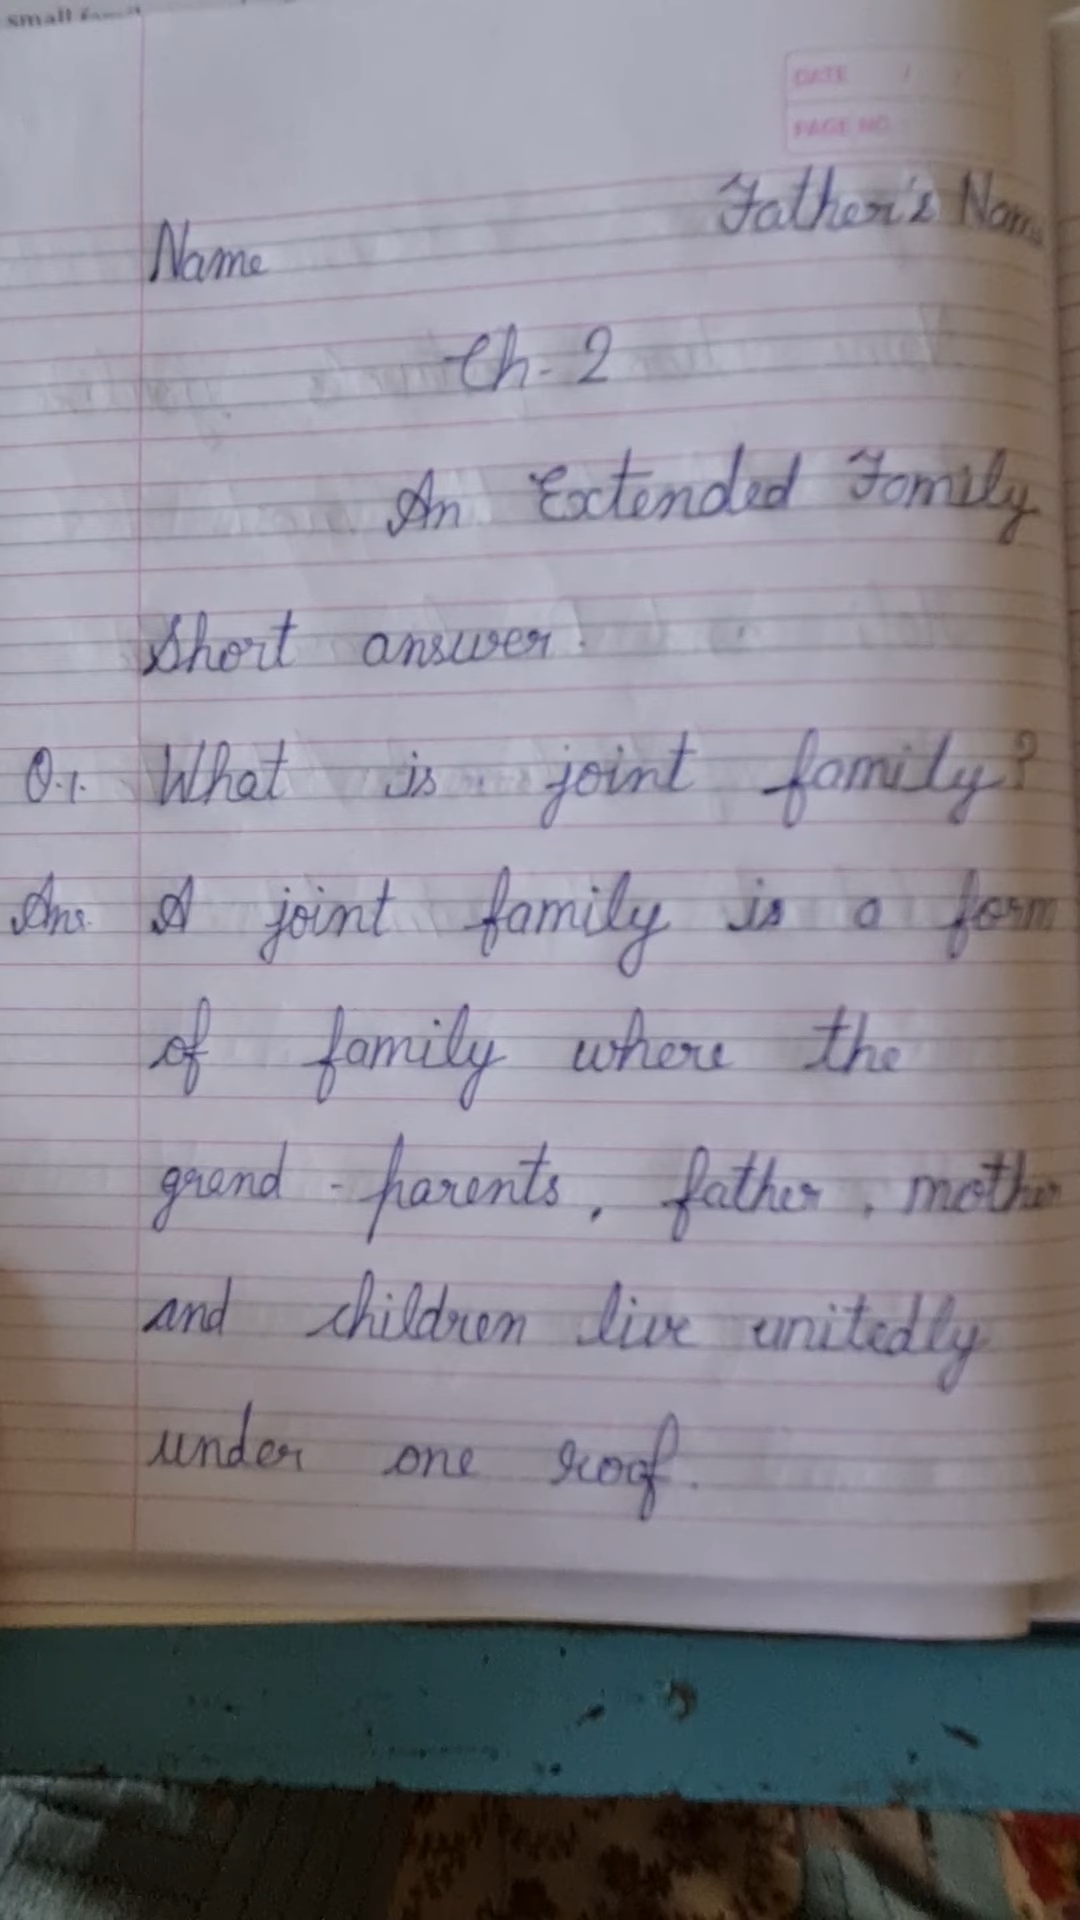 small
DATE / /
PAGE NO.
Father's Name
Name
Ch. 2
An Extended Family
Short answer.
Q.1. What is joint family?
Ans. A joint family is a form
of family where the
grand-parents, father, mother
and children live unitedly
under one roof.